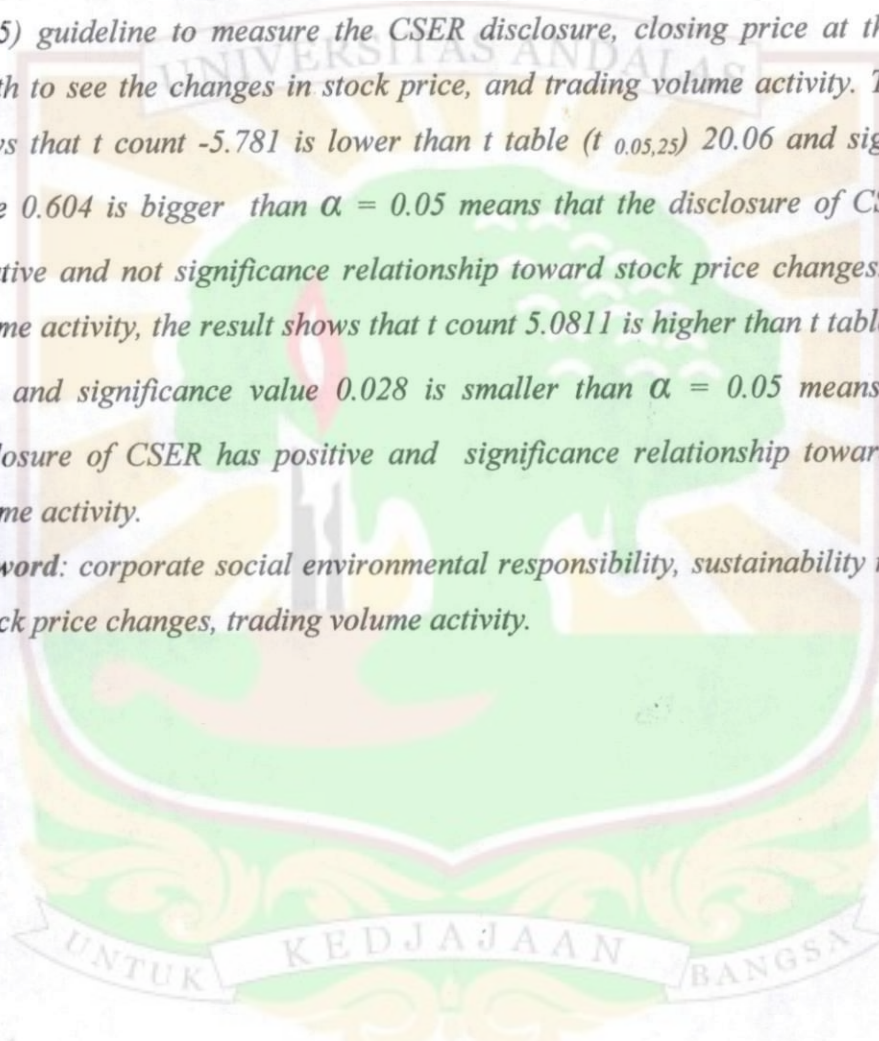 5) guideline to measure the CSER disclosure, closing price at th
UNIVERSITAS ANDALAS
th to see the changes in stock price, and trading volume activity. T
ws that t count -5.781 is lower than t table (t 0.05,25) 20.06 and sig
e 0.604 is bigger than α = 0.05 means that the disclosure of CS
tive and not significance relationship toward stock price changes.
me activity, the result shows that t count 5.0811 is higher than t tabl
and significance value 0.028 is smaller than α = 0.05 means
losure of CSER has positive and significance relationship towar
me activity.
word: corporate social environmental responsibility, sustainability
ck price changes, trading volume activity.
UNTUK KEDJAJAAN BANGSA